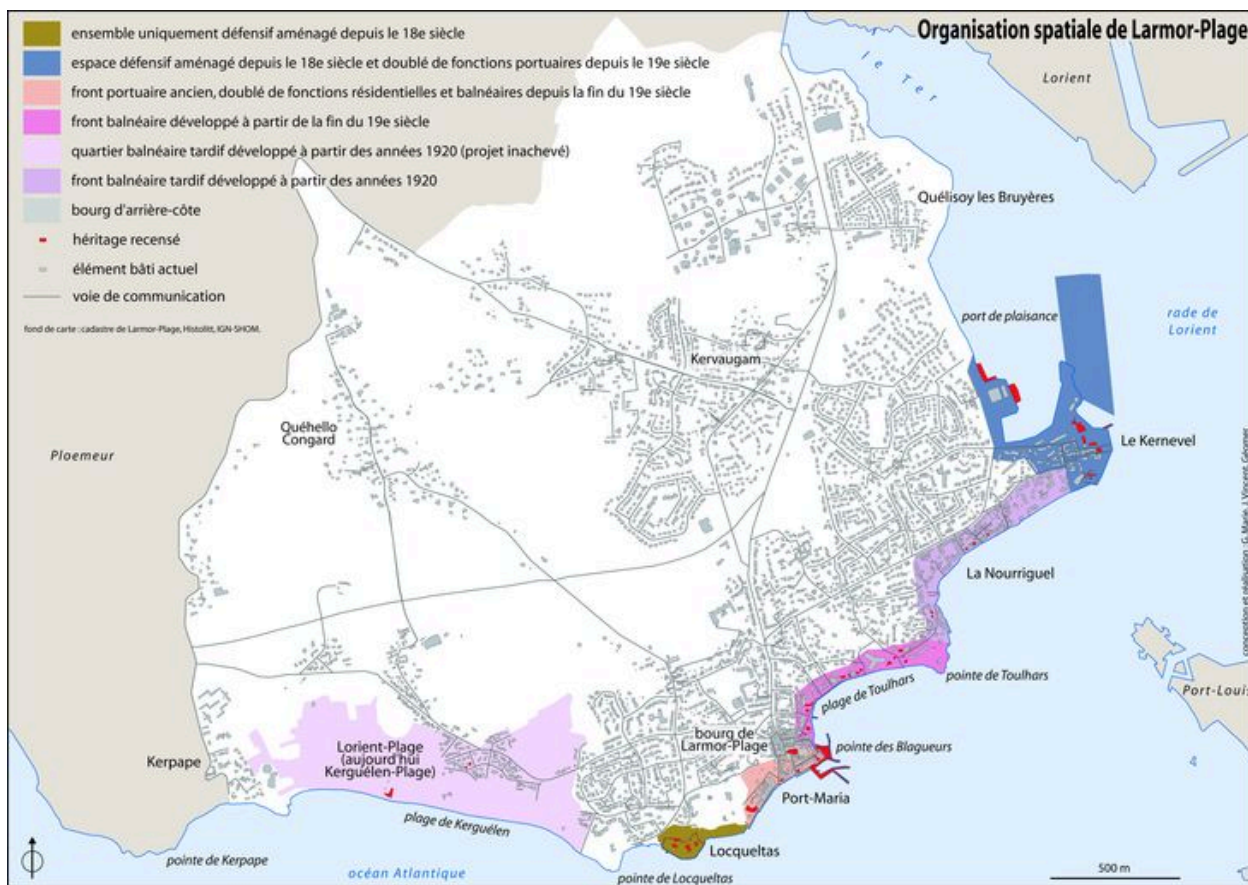 Organisation spatiale de Larmor-Plage
ensemble uniquement défensif aménagé depuis le 18e siècle
espace défensif aménagé depuis le 18e siècle et doublé de fonctions portuaires depuis le 19e siècle
front portuaire ancien, doublé de fonctions résidentielles et balnéaires depuis la fin du 19e siècle
front balnéaire développé à partir de la fin du 19e siècle
quartier balnéaire tardif développé à partir des années 1920 (projet inachevé)
front balnéaire tardif développé à partir des années 1920
bourg d'arrière-côte
héritage recensé
élément bâti actuel
voie de communication
fond de carte : cadastre de Larmor-Plage, Histolitt, IGN-SHOM.
le Ter
Lorient
Quélisoy les Bruyères
port de plaisance
rade de
Lorient
Kervaugam
Quéhello
Congard
Ploemeur
Le Kernevel
La Nourriguel
pointe de Toulhars
plage de Toulhars
Port-Louis
bourg de
Larmor-Plage
pointe des Blagueurs
Port-Maria
Kerpape
Lorient-Plage
(aujourd'hui
Kerguélen-Plage)
plage de Kerguélen
Locqueltas
pointe de Kerpape
océan Atlantique
pointe de Locqueltas
500 m
conception et réalisation : G. Marie, J. Vincent, Géomer